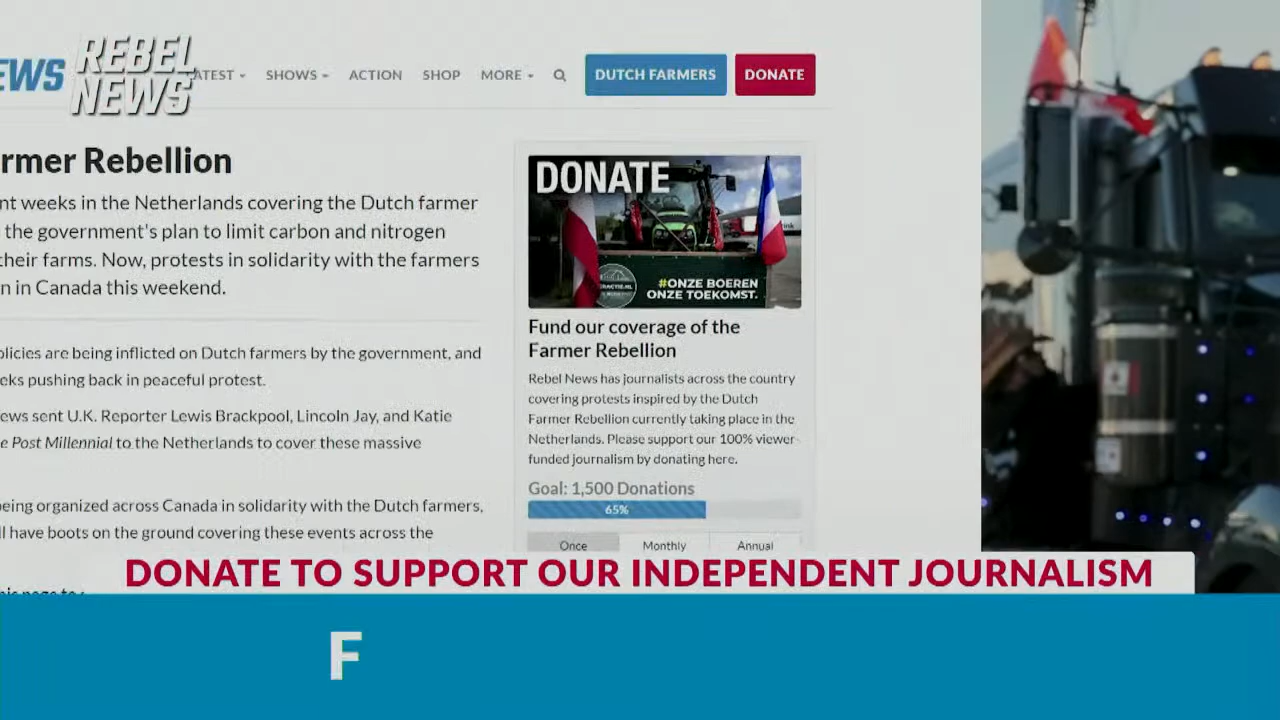 EWS
REBEL
NEWS
ATEST SHOWS ACTION SHOP MORE DUTCH FARMERS DONATE
rmer Rebellion
nt weeks in the Netherlands covering the Dutch farmer
the government's plan to limit carbon and nitrogen
their farms. Now, protests in solidarity with the farmers
n in Canada this weekend.
olicies are being inflicted on Dutch farmers by the government, and
eks pushing back in peaceful protest.
ews sent U.K. Reporter Lewis Brackpool, Lincoln Jay, and Katie
e Post Millennial to the Netherlands to cover these massive
eing organized across Canada in solidarity with the Dutch farmers,
ll have boots on the ground covering these events across the
DONATE
#ONZE BOEREN
ONZE TOEKOMST.
Fund our coverage of the
Farmer Rebellion
Rebel News has journalists across the country
covering protests inspired by the Dutch
Farmer Rebellion currently taking place in the
Netherlands. Please support our 100% viewer
funded journalism by donating here.
Goal: 1,500 Donations
65%
Once Monthly Annual
DONATE TO SUPPORT OUR INDEPENDENT JOURNALISM
F